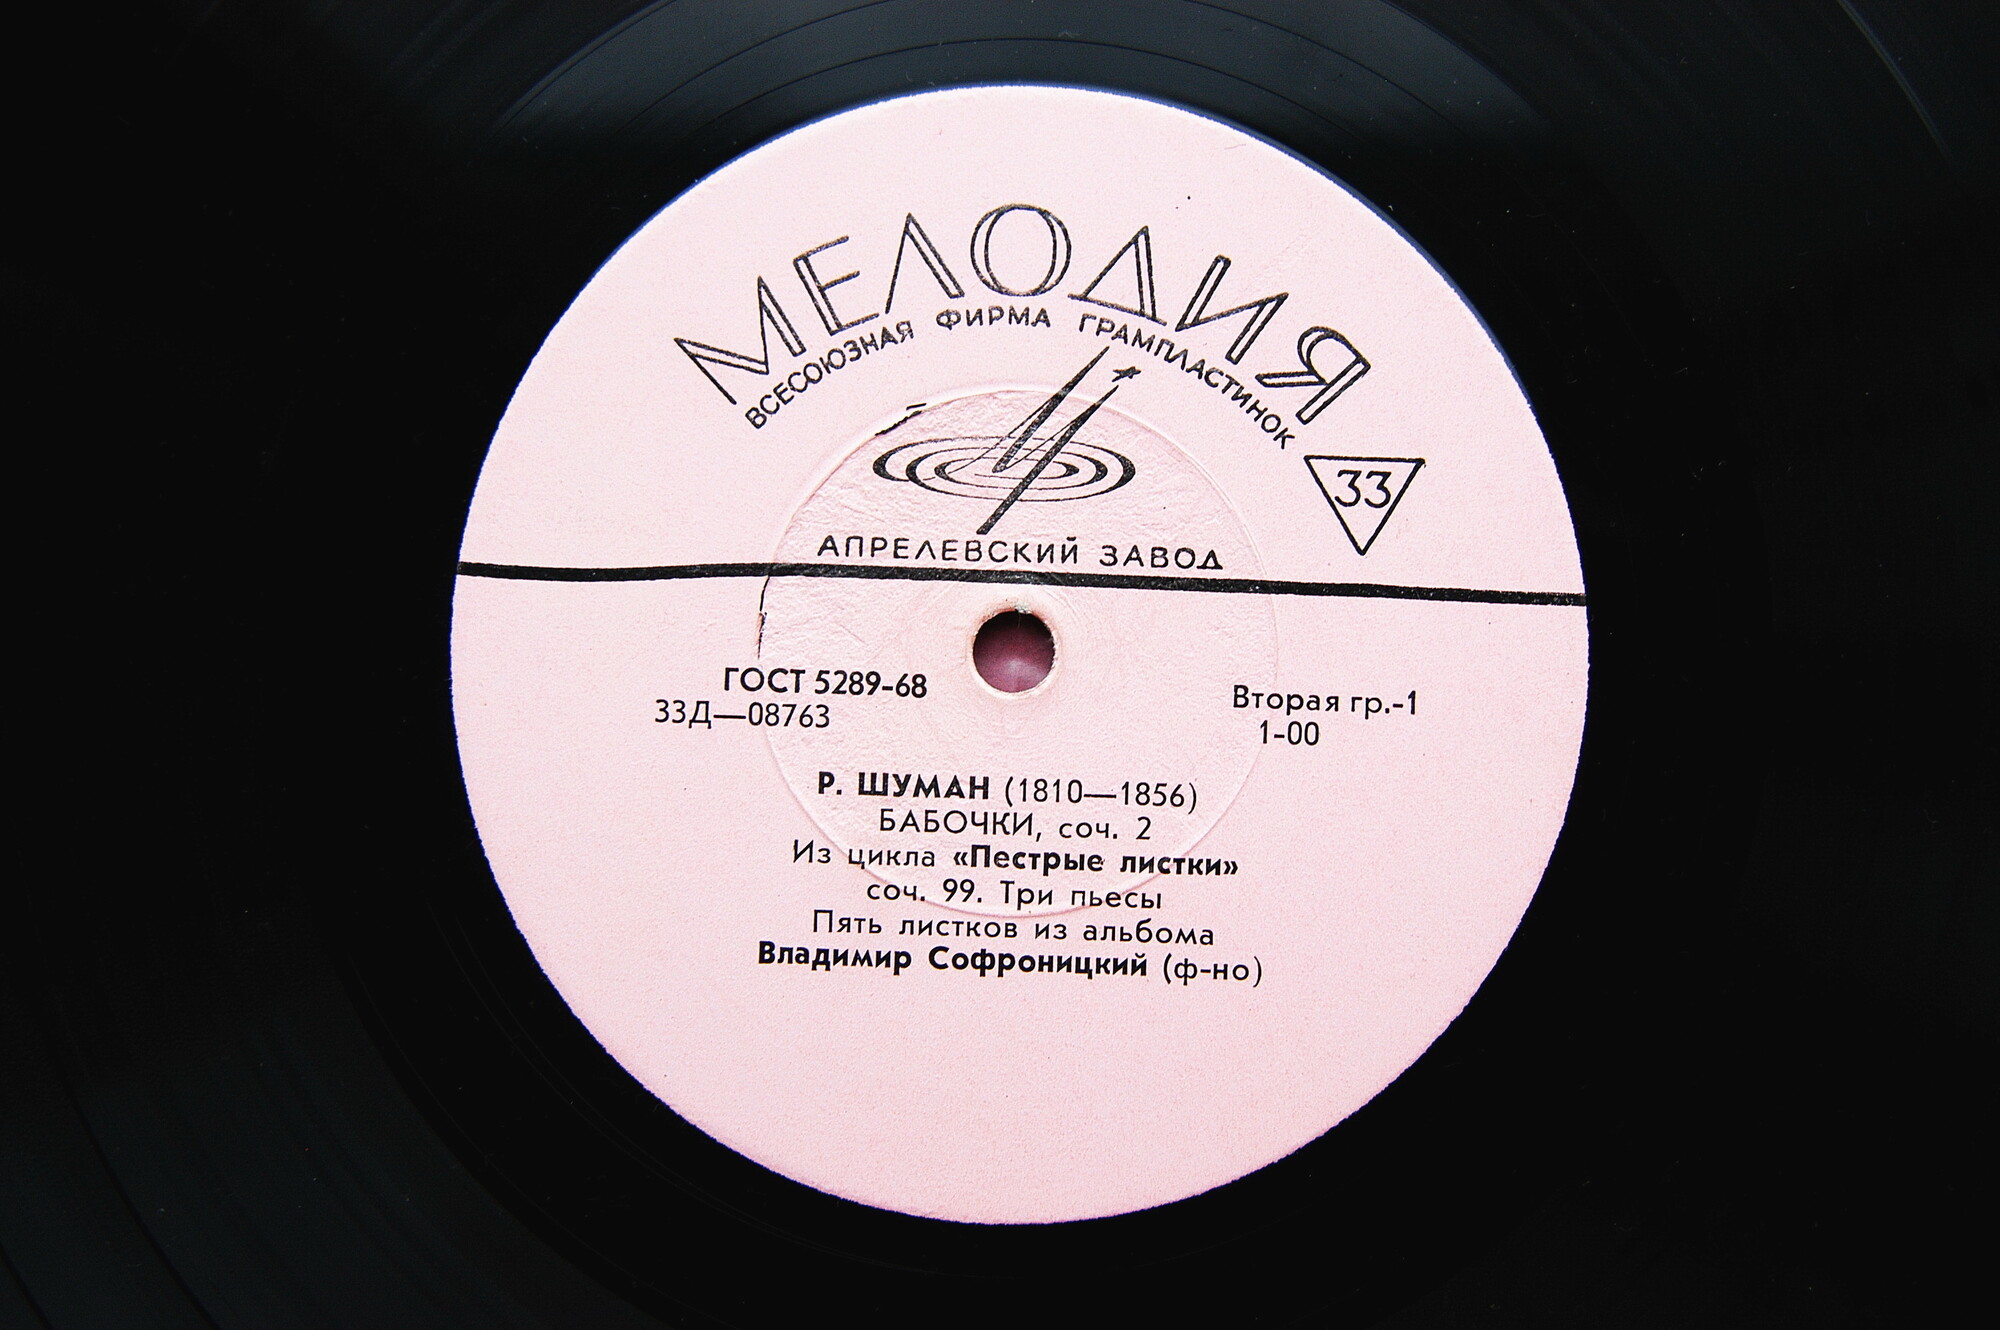 МЕЛОДИЯ
ВСЕСОЮЗНАЯ ФИРМА ГРАМПЛАСТИНОК
33
АПРЕЛЕВСКИЙ ЗАВОД
ГОСТ 5289-68
33Д—08763
Вторая гр.-1
1-00
Р. ШУМАН (1810—1856)
БАБОЧКИ, соч. 2
Из цикла «Пестрые листки»
соч. 99. Три пьесы
Пять листков из альбома
Владимир Софроницкий (ф-но)